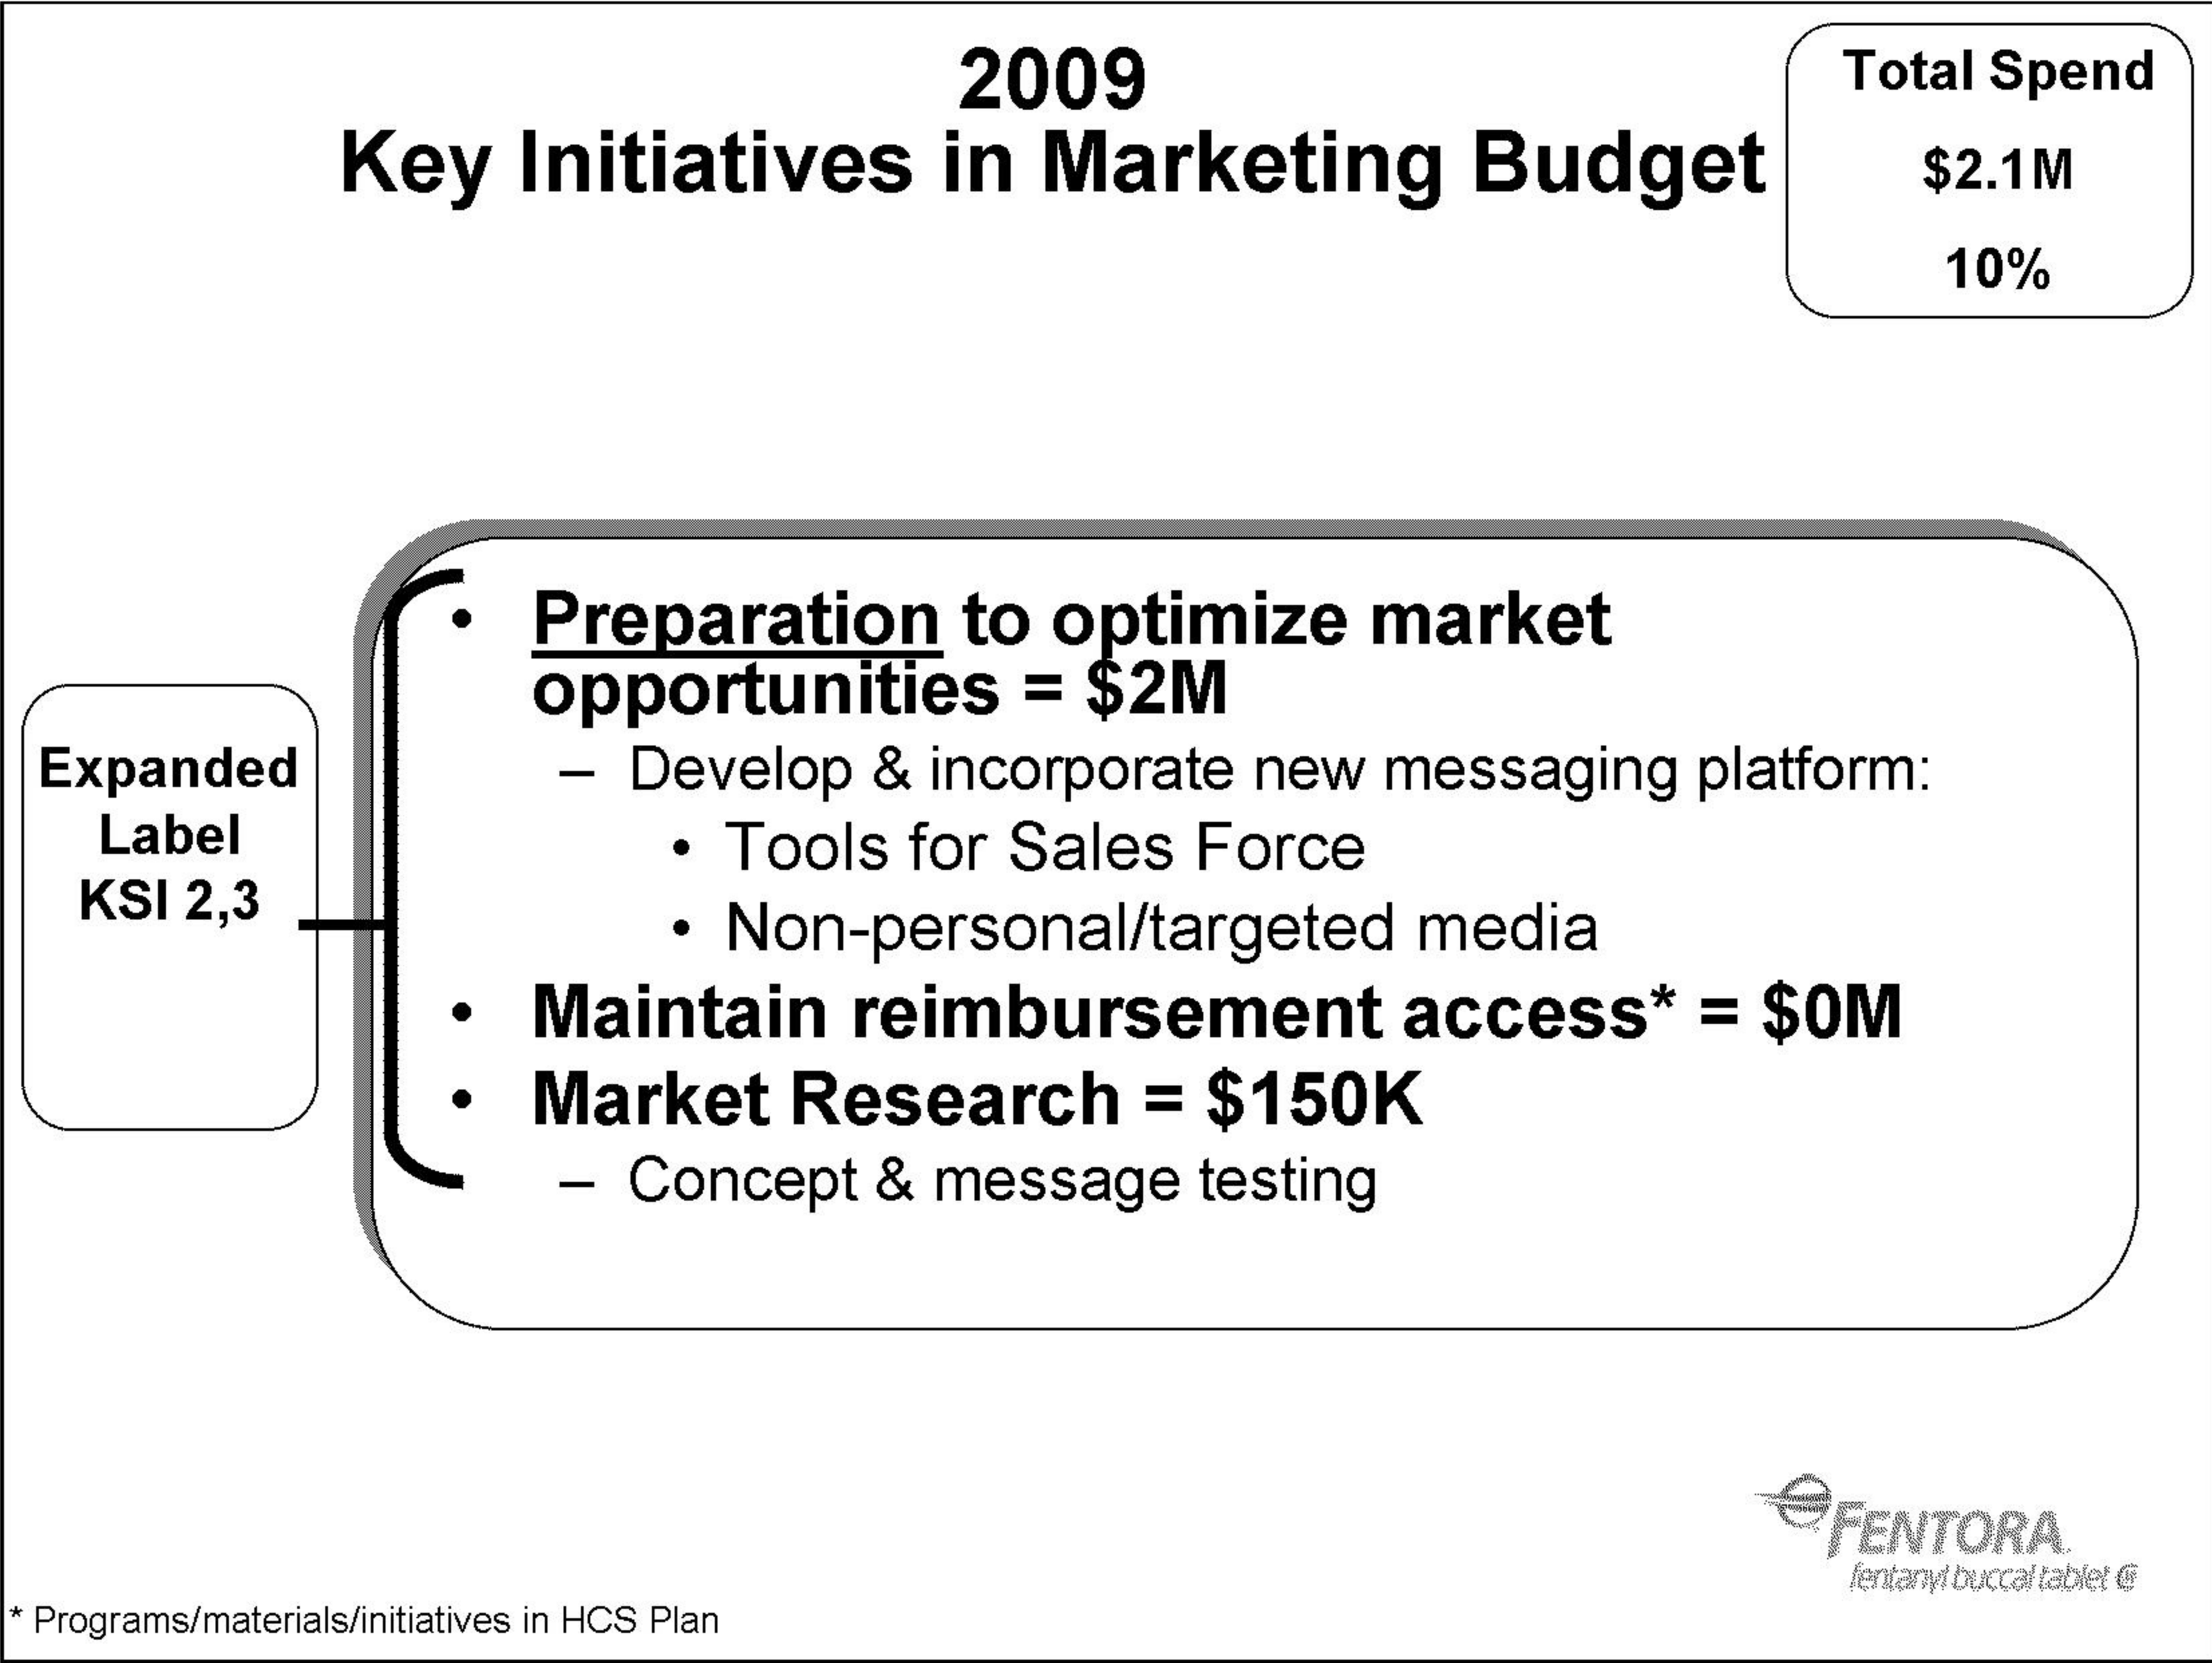 2009
Key Initiatives in Marketing Budget
Total Spend
$2.1M
10%
Expanded
Label
KSI 2,3
• Preparation to optimize market
opportunities = $2M
– Develop & incorporate new messaging platform:
• Tools for Sales Force
• Non-personal/targeted media
• Maintain reimbursement access* = $0M
• Market Research = $150K
– Concept & message testing
FENTORA
fentanyl buccal tablet
* Programs/materials/initiatives in HCS Plan